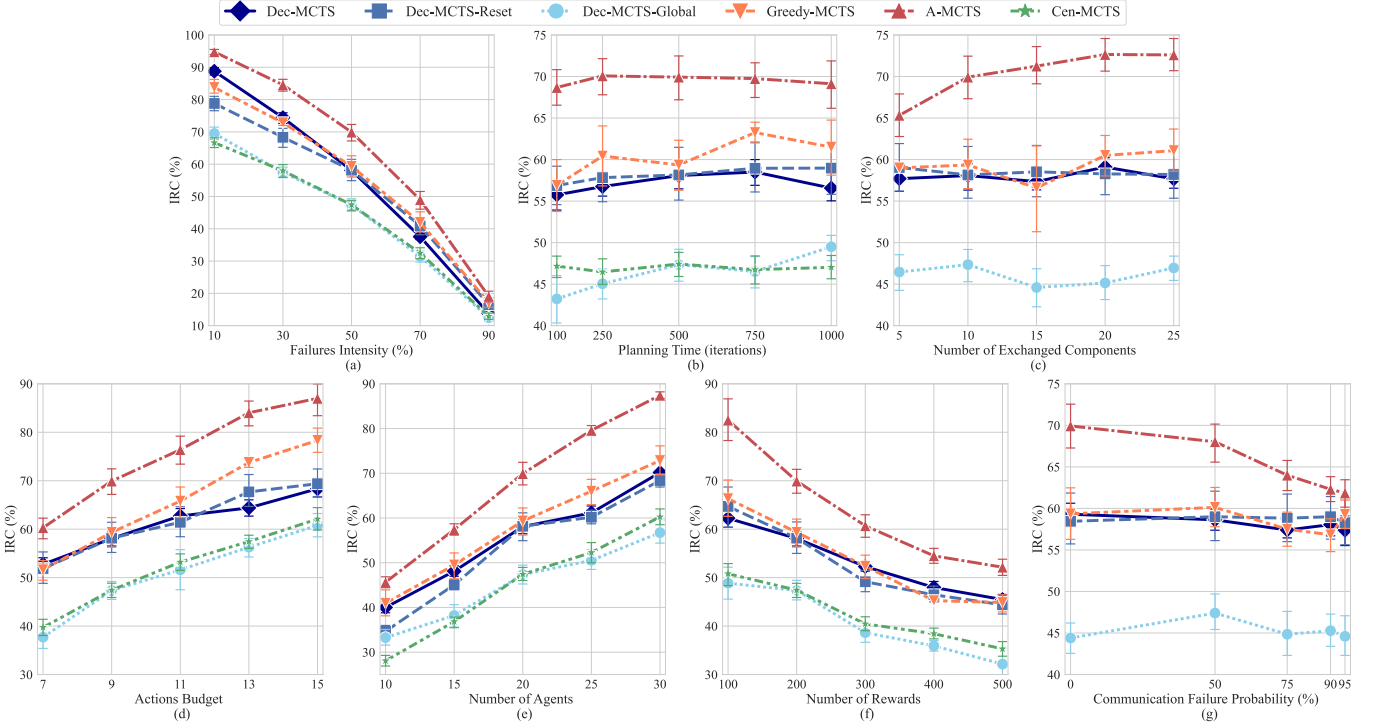 Dec-MCTS Dec-MCTS-Reset Dec-MCTS-Global Greedy-MCTS A-MCTS Cen-MCTS
100
90
80
70
60
50
40
30
20
10
IRC (%)
10 30 50 70 90
Failures Intensity (%)
(a)
75
70
65
60
55
50
45
40
IRC (%)
100 250 500 750 1000
Planning Time (iterations)
(b)
75
70
65
60
55
50
45
40
IRC (%)
5 10 15 20 25
Number of Exchanged Components
(c)
90
80
70
60
50
40
30
IRC (%)
7 9 11 13 15
Actions Budget
(d)
90
80
70
60
50
40
30
IRC (%)
10 15 20 25 30
Number of Agents
(e)
90
80
70
60
50
40
30
IRC (%)
100 200 300 400 500
Number of Rewards
(f)
75
70
65
60
55
50
45
40
IRC (%)
0 50 75 90 95
Communication Failure Probability (%)
(g)